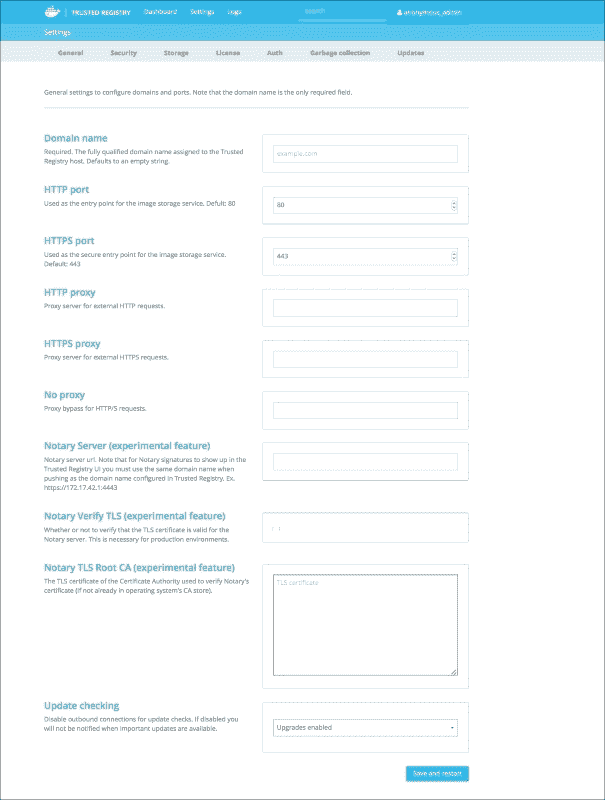 TRUSTED REGISTRY Dashboard Settings Logs search anonymous_admin
Settings
General Security Storage License Auth Garbage collection Updates
General settings to configure domains and ports. Note that the domain name is the only required field.
Domain name
Required. The fully qualified domain name assigned to the Trusted
Registry host. Defaults to an empty string.
example.com
HTTP port
Used as the entry point for the image storage service. Defult: 80
80
HTTPS port
Used as the secure entry point for the image storage service.
Default: 443
443
HTTP proxy
Proxy server for external HTTP requests.
HTTPS proxy
Proxy server for external HTTPS requests.
No proxy
Proxy bypass for HTTP/S requests.
Notary Server (experimental feature)
Notary server url. Note that for Notary signatures to show up in the
Trusted Registry UI you must use the same domain name when
pushing as the domain name configured in Trusted Registry. Ex.
https://172.17.42.1:4443
Notary Verify TLS (experimental feature)
Whether or not to verify that the TLS certificate is valid for the
Notary server. This is necessary for production environments.
Notary TLS Root CA (experimental feature)
The TLS certificate of the Certificate Authority used to verify Notary's
certificate (if not already in operating system's CA store).
TLS certificate
Update checking
Disable outbound connections for update checks. If disabled you
will not be notified when important updates are available.
Upgrades enabled
Save and restart